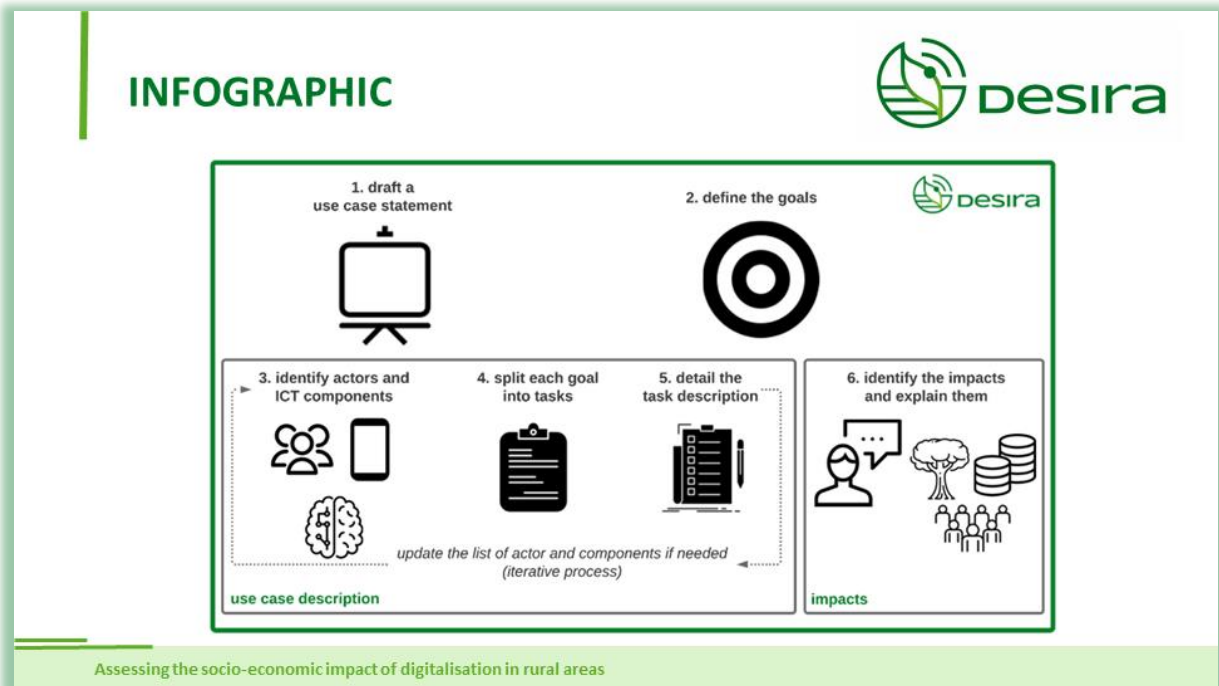 INFOGRAPHIC
DESIRA
1. draft a
use case statement
2. define the goals
DESIRA
3. identify actors and
ICT components
4. split each goal
into tasks
5. detail the
task description
6. identify the impacts
and explain them
...
update the list of actor and components if needed
(iterative process)
use case description
impacts
Assessing the socio-economic impact of digitalisation in rural areas